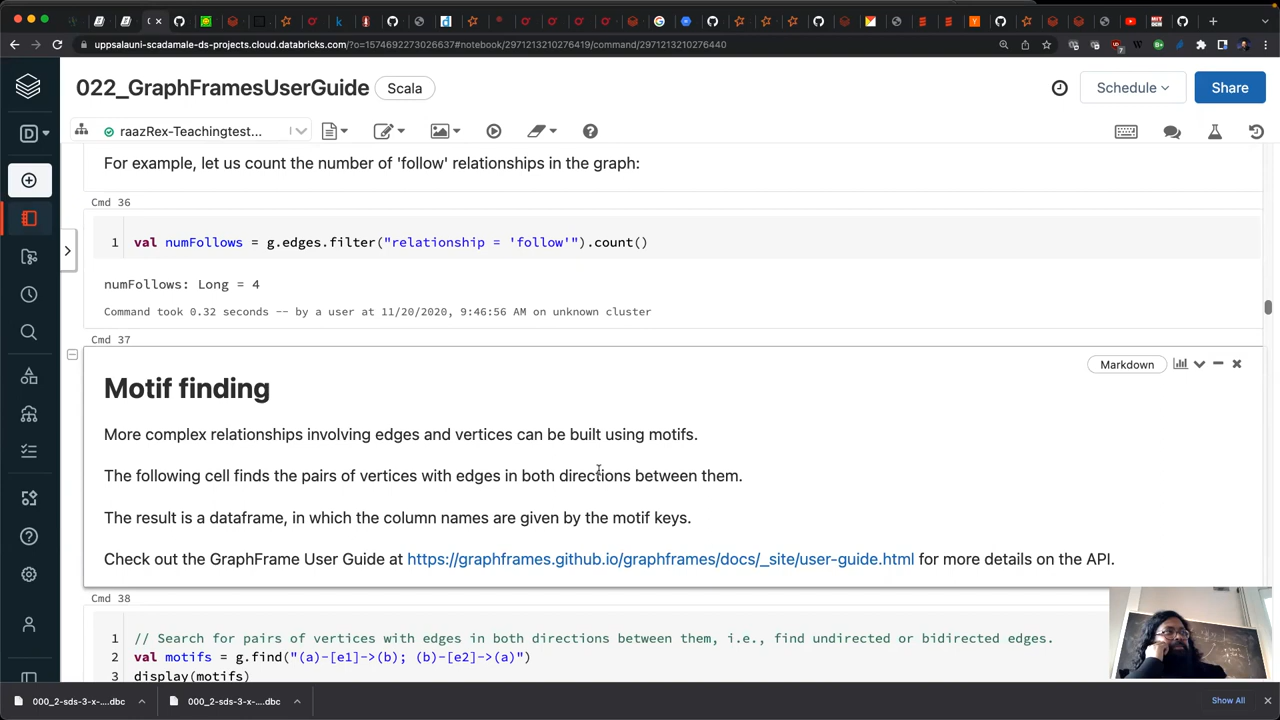 uppsalauni-scadamale-ds-projects.cloud.databricks.com/?o=1574692273026637#notebook/2971213210276419/command/2971213210276440
022_GraphFramesUserGuide
Scala
Schedule
Share
D
raazRex-Teachingtest...
For example, let us count the number of 'follow' relationships in the graph:
Cmd 36
1 val numFollows = g.edges.filter("relationship = 'follow'").count()
numFollows: Long = 4
Command took 0.32 seconds -- by a user at 11/20/2020, 9:46:56 AM on unknown cluster
Cmd 37
Markdown
Motif finding
More complex relationships involving edges and vertices can be built using motifs.
The following cell finds the pairs of vertices with edges in both directions between them.
The result is a dataframe, in which the column names are given by the motif keys.
Check out the GraphFrame User Guide at https://graphframes.github.io/graphframes/docs/_site/user-guide.html for more details on the API.
Cmd 38
1 // Search for pairs of vertices with edges in both directions between them, i.e., find undirected or bidirected edges.
2 val motifs = g.find("(a)-[e1]->(b); (b)-[e2]->(a)")
3 display(motifs)
000_2-sds-3-x-....dbc
000_2-sds-3-x-....dbc
Show All